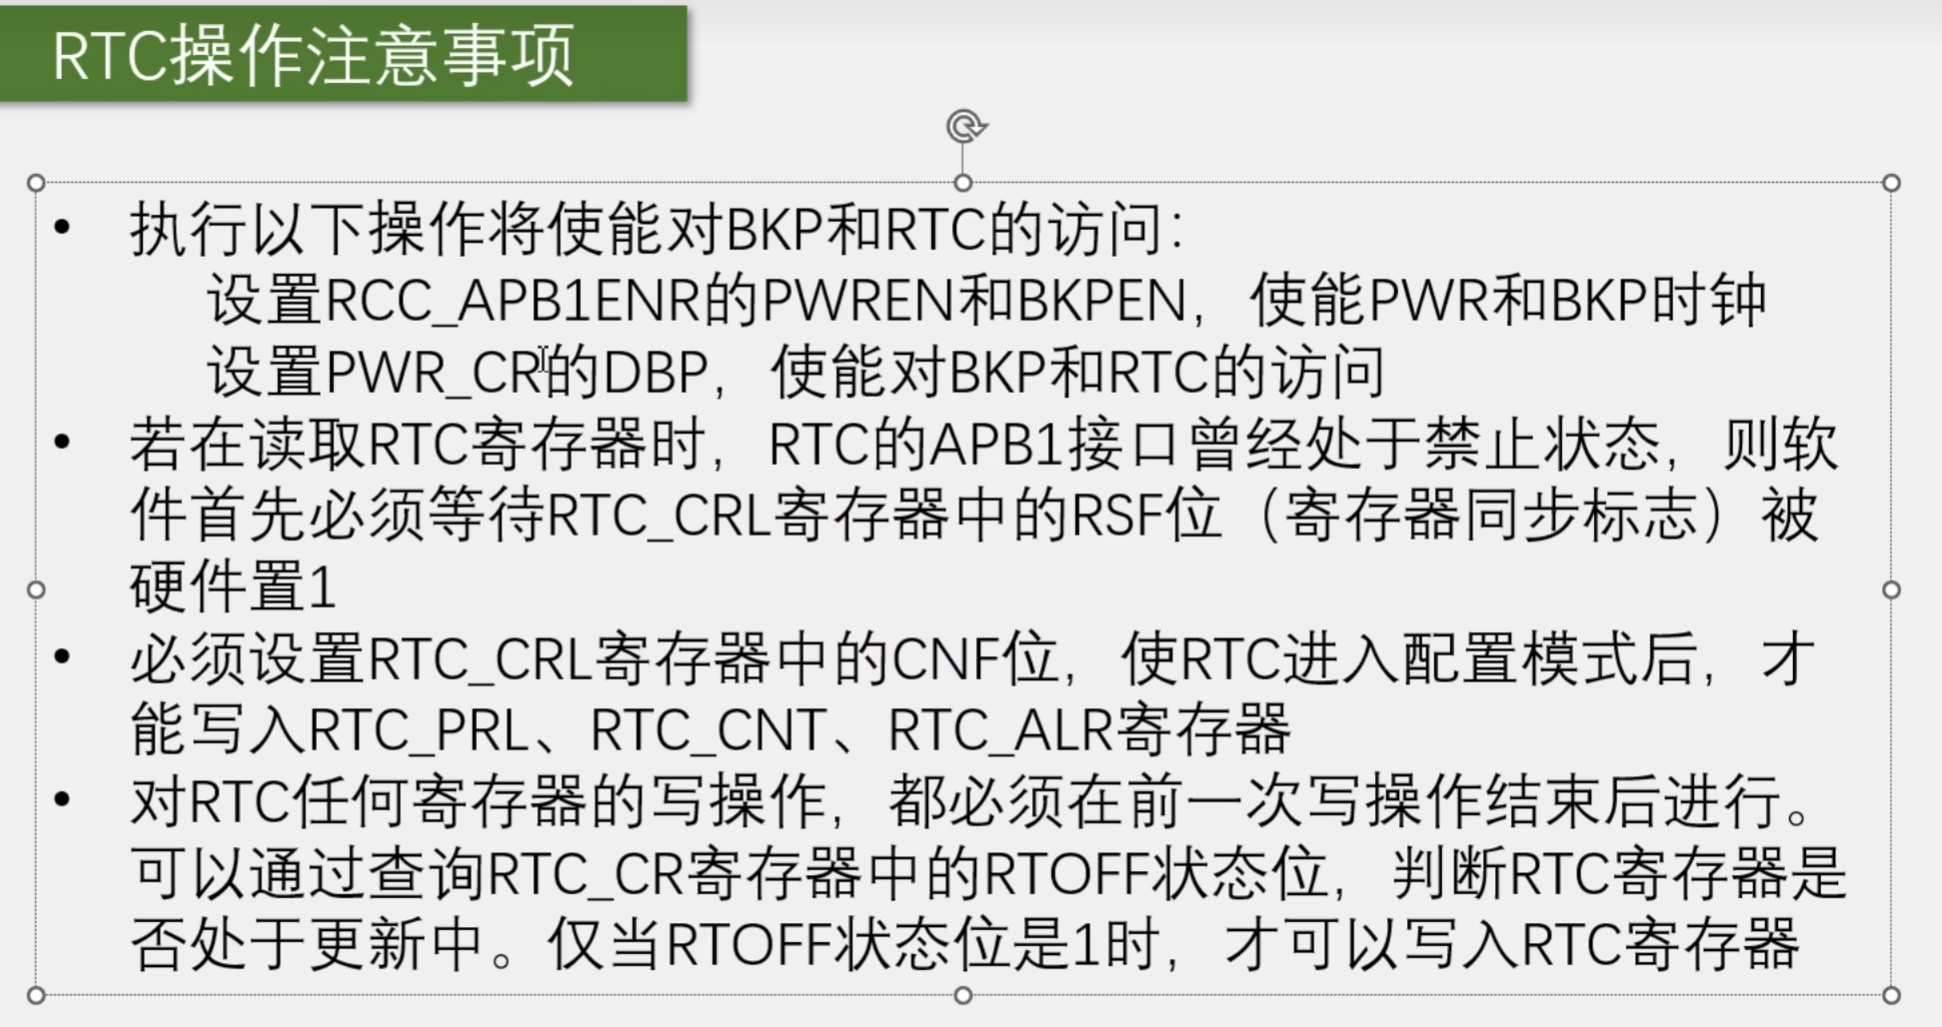 RTC操作注意事项
• 执行以下操作将使能对BKP和RTC的访问：
设置RCC_APB1ENR的PWREN和BKPEN，使能PWR和BKP时钟
设置PWR_CR的DBP，使能对BKP和RTC的访问
• 若在读取RTC寄存器时，RTC的APB1接口曾经处于禁止状态，则软
件首先必须等待RTC_CRL寄存器中的RSF位（寄存器同步标志）被
硬件置1
• 必须设置RTC_CRL寄存器中的CNF位，使RTC进入配置模式后，才
能写入RTC_PRL、RTC_CNT、RTC_ALR寄存器
• 对RTC任何寄存器的写操作，都必须在前一次写操作结束后进行。
可以通过查询RTC_CR寄存器中的RTOFF状态位，判断RTC寄存器是
否处于更新中。仅当RTOFF状态位是1时，才可以写入RTC寄存器